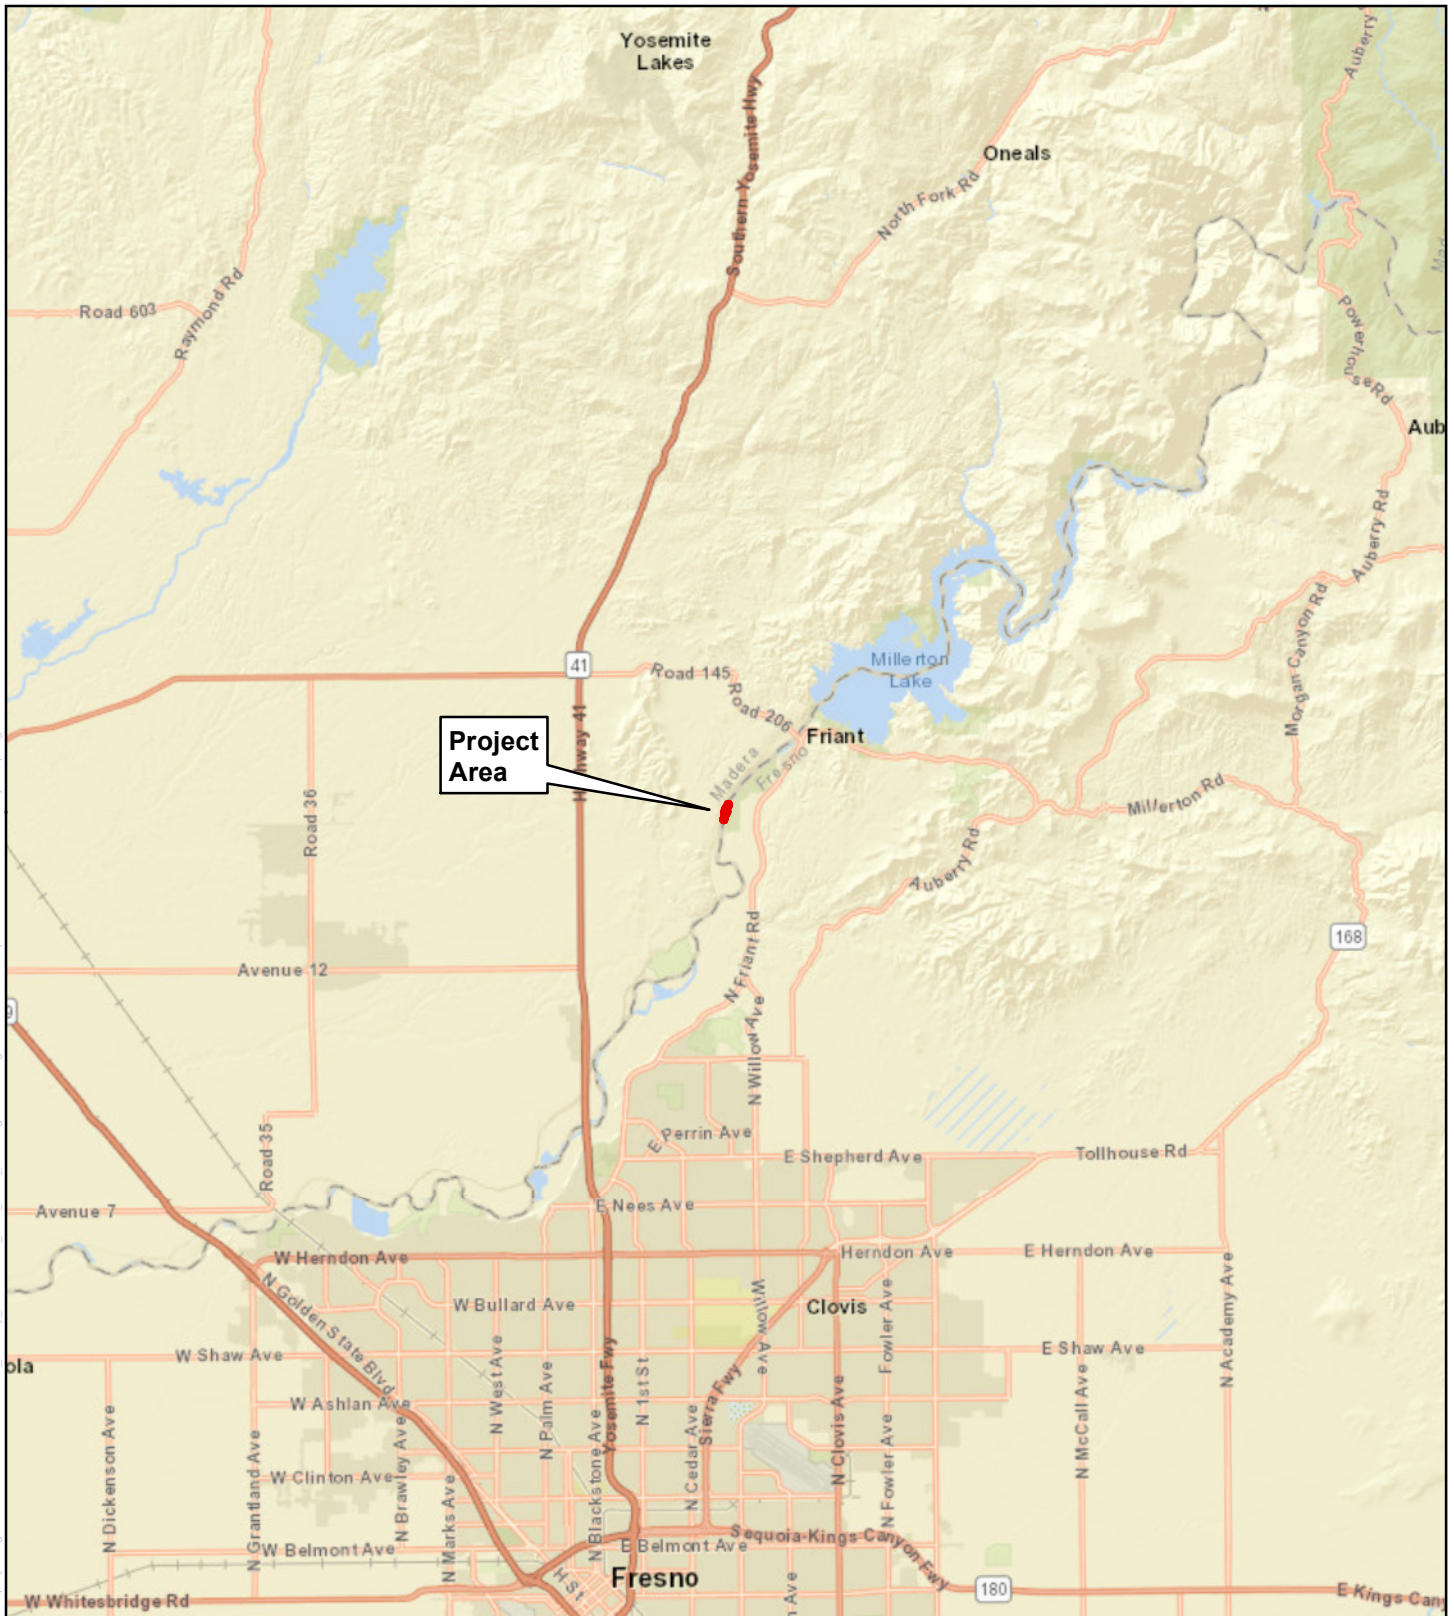 Yosemite
Lakes
Auberry
Southern Yosemite Hwy
Oneals
North Fork Rd
Raymond Rd
Road 603
Powerhouse Rd
Aub
Auberry Rd
Morgan Canyon Rd
Millerton
Lake
41
Road 145
Road 206
Friant
Project
Area
Highway 41
Madera
Fresno
Road 36
Millerton Rd
Auberry Rd
N Friant Rd
168
Avenue 12
9
N Willow Ave
Road 35
E Perrin Ave
E Shepherd Ave
Tollhouse Rd
Avenue 7
E Nees Ave
W Herndon Ave
Herndon Ave
E Herndon Ave
N Golden State Blvd
W Bullard Ave
Willow Ave
Clovis
Fowler Ave
N Academy Ave
ola
W Shaw Ave
E Shaw Ave
N West Ave
N Palm Ave
Yosemite Fwy
N 1st St
Sierra Fwy
W Ashlan Ave
N Dickenson Ave
N Grantland Ave
N Brawley Ave
N Marks Ave
N Blackstone Ave
N Cedar Ave
N Clovis Ave
N Fowler Ave
N McCall Ave
W Clinton Ave
W Belmont Ave
E Belmont Ave
Sequoia-Kings Canyon Fwy
H St
Fresno
180
W Whitesbridge Rd
E Kings Can